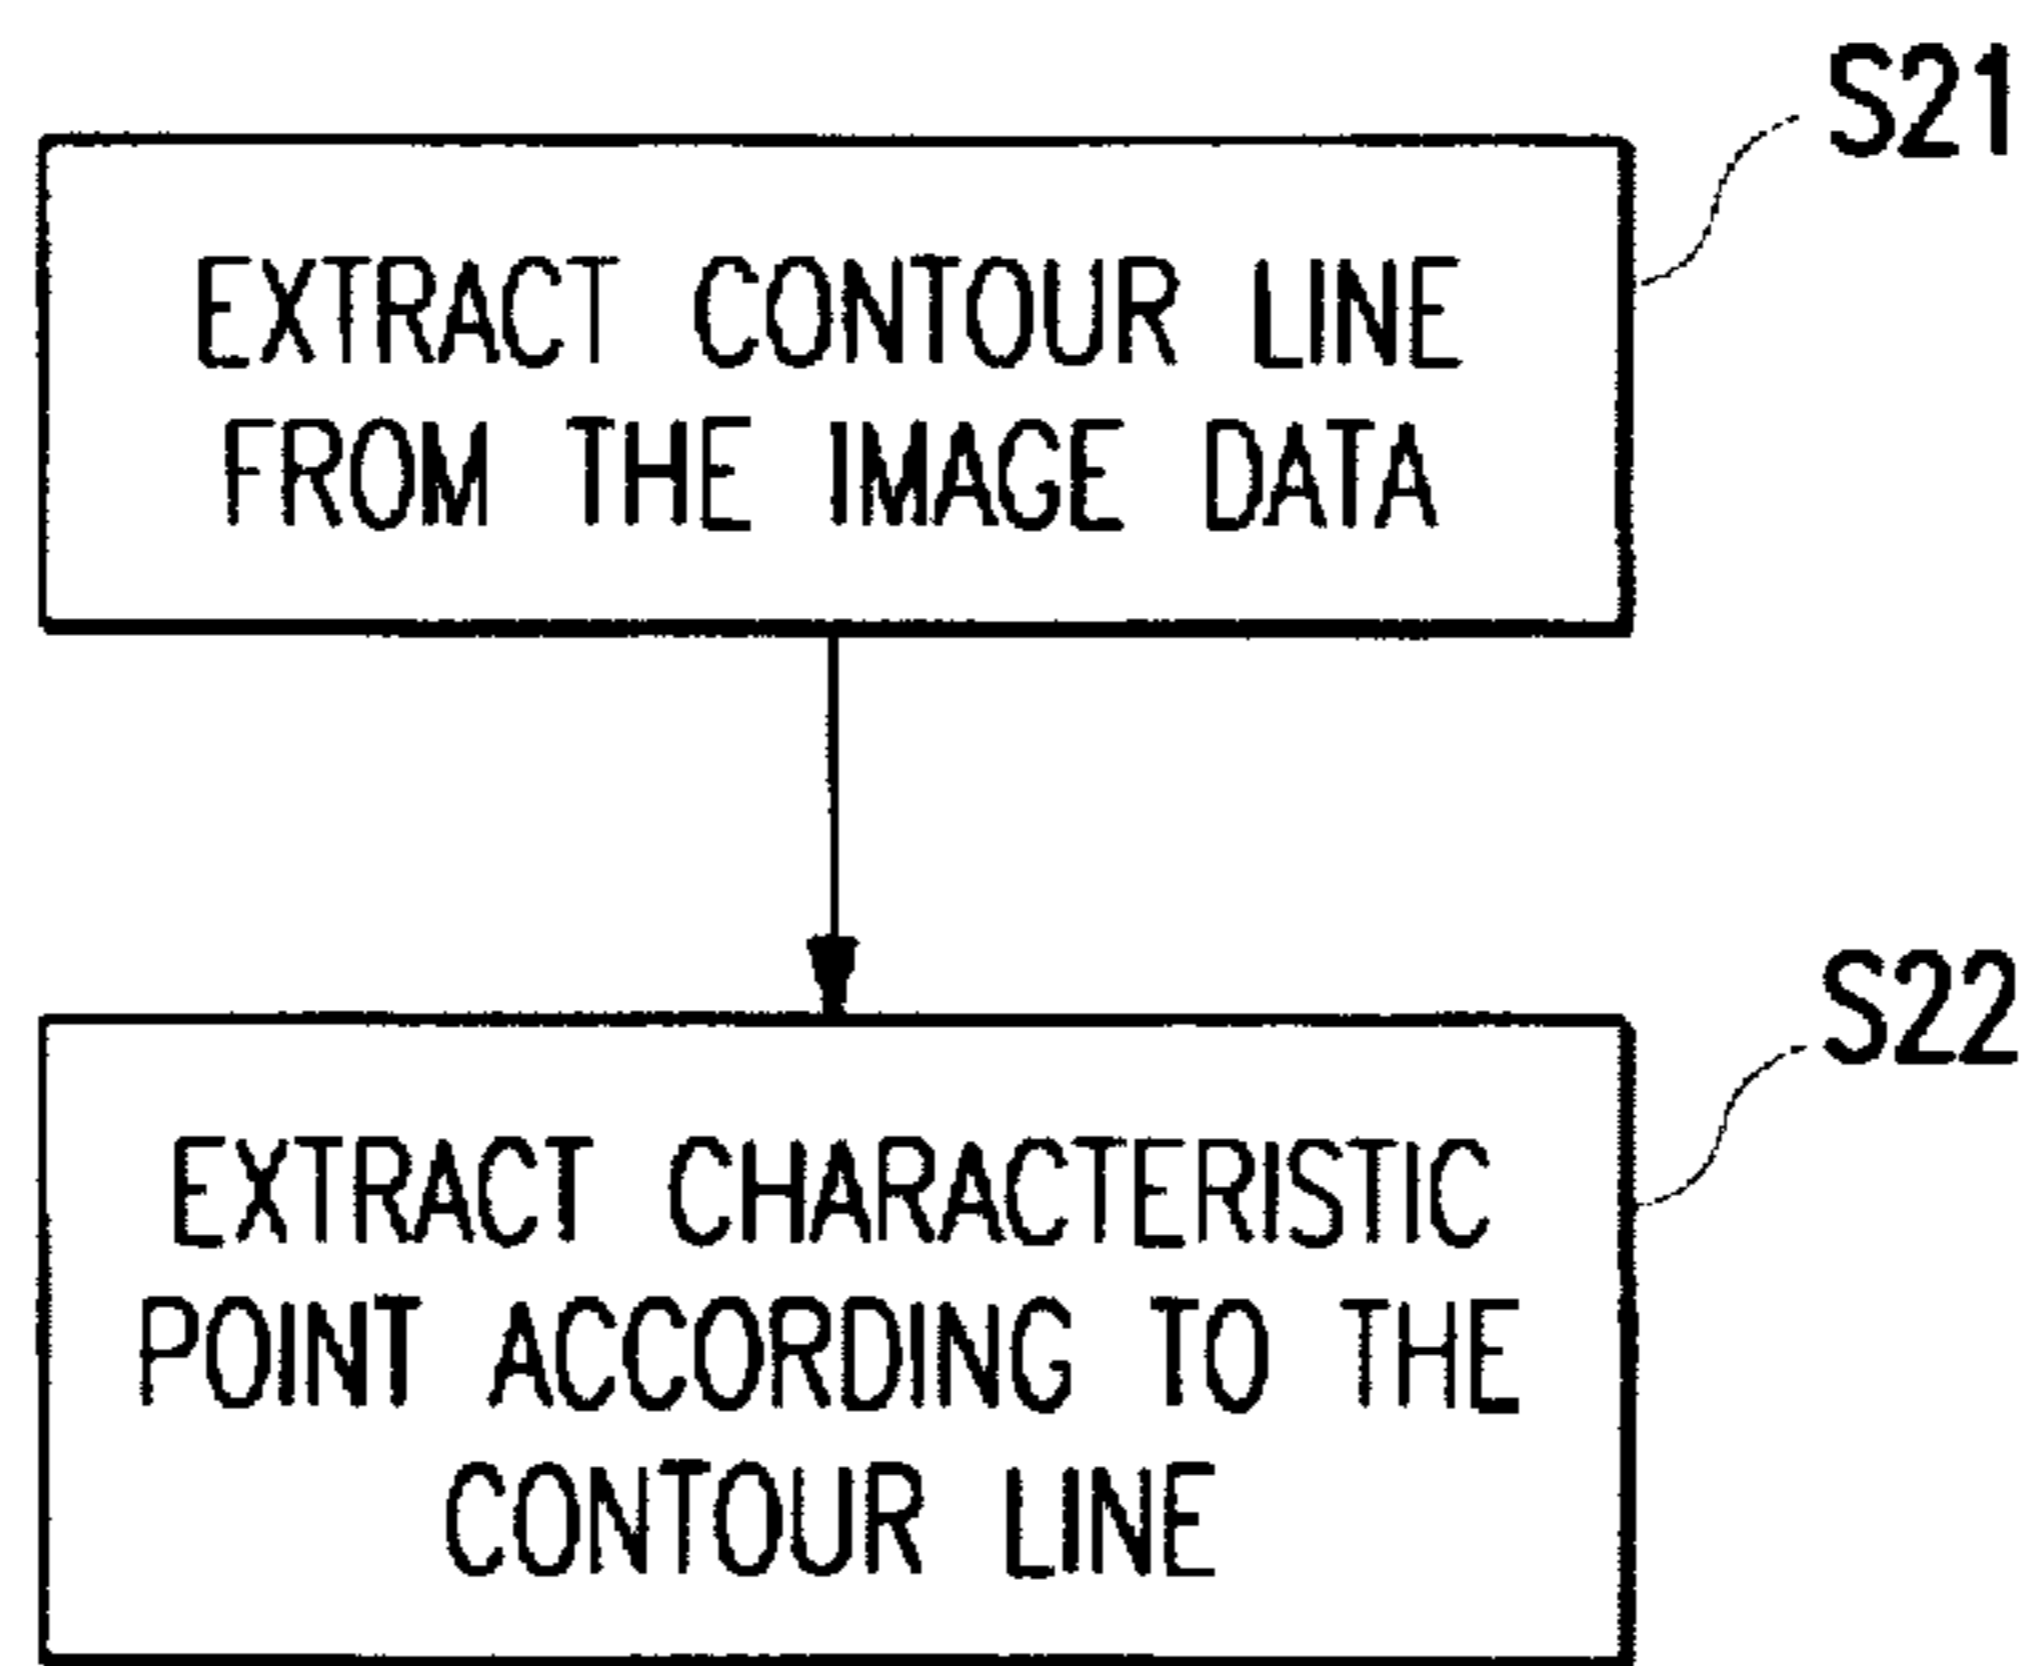 S21
EXTRACT CONTOUR LINE
FROM THE IMAGE DATA
S22
EXTRACT CHARACTERISTIC
POINT ACCORDING TO THE
CONTOUR LINE